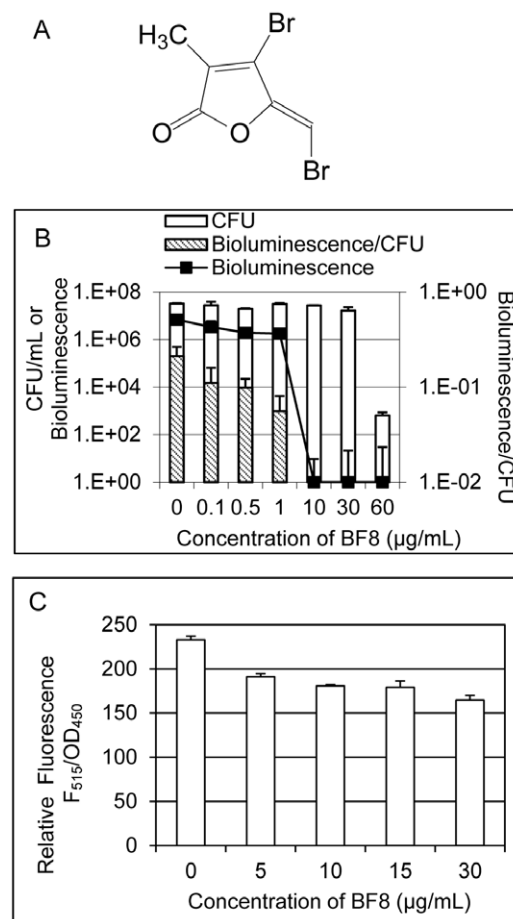 A
H₃C
Br
O
O
Br
B
CFU
Bioluminescence/CFU
Bioluminescence
CFU/mL or
Bioluminescence
1.E+08
1.E+06
1.E+04
1.E+02
1.E+00
1.E+00
1.E-01
1.E-02
Bioluminescence/CFU
0 0.1 0.5 1 10 30 60
Concentration of BF8 (µg/mL)
C
Relative Fluorescence
F₅₁₅/OD₄₅₀
250
200
150
100
50
0
0 5 10 15 30
Concentration of BF8 (µg/mL)